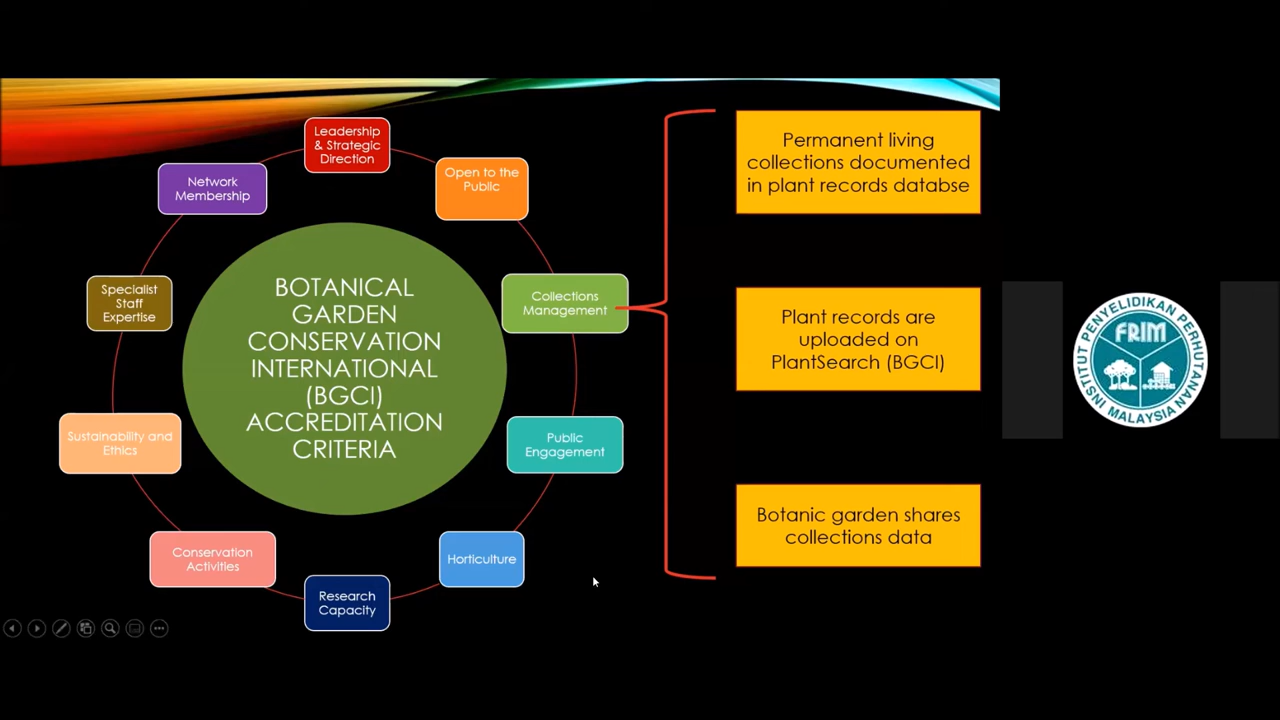 Leadership
& Strategic
Direction
Open to the
Public
Collections
Management
Public
Engagement
Horticulture
Research
Capacity
Conservation
Activities
Sustainability and
Ethics
Specialist
Staff
Expertise
Network
Membership
BOTANICAL
GARDEN
CONSERVATION
INTERNATIONAL
(BGCI)
ACCREDITATION
CRITERIA
Permanent living
collections documented
in plant records databse
Plant records are
uploaded on
PlantSearch (BGCI)
Botanic garden shares
collections data
INSTITUT PENYELIDIKAN PERHUTANAN
FRIM
MALAYSIA